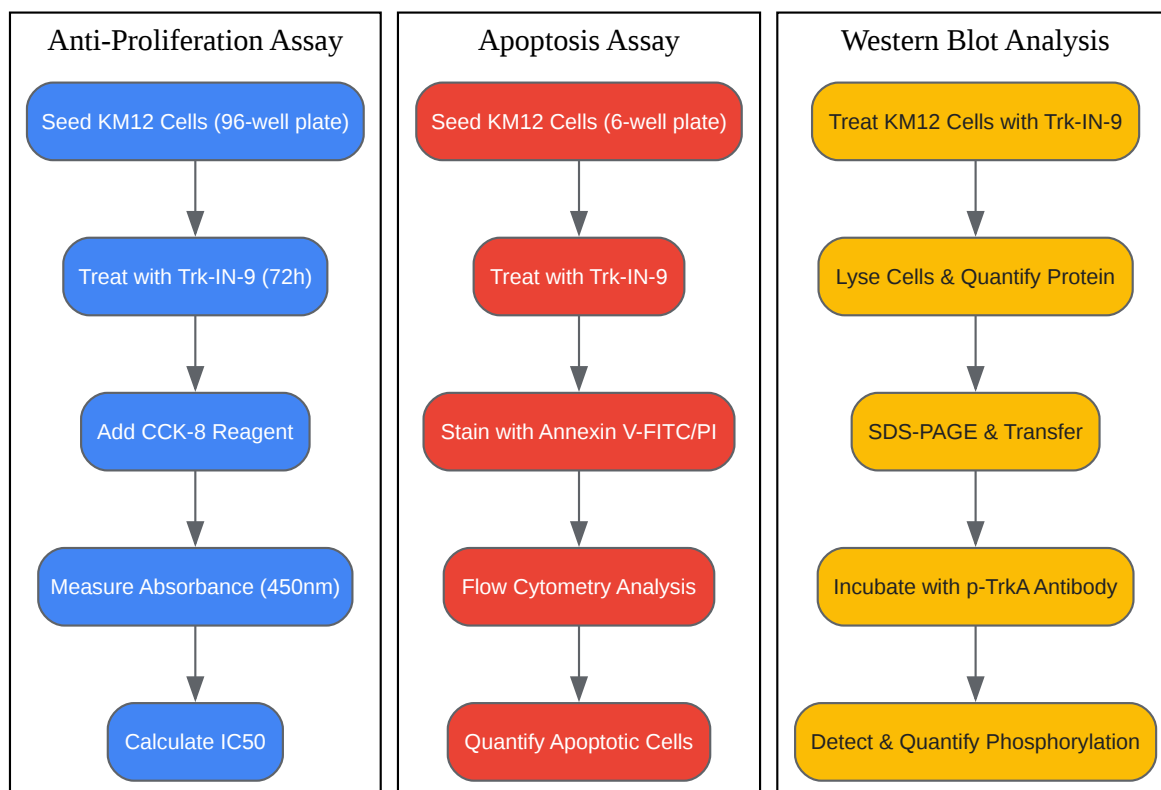 Anti-Proliferation Assay
Seed KM12 Cells (96-well plate)
Treat with Trk-IN-9 (72h)
Add CCK-8 Reagent
Measure Absorbance (450nm)
Calculate IC50
Apoptosis Assay
Seed KM12 Cells (6-well plate)
Treat with Trk-IN-9
Stain with Annexin V-FITC/PI
Flow Cytometry Analysis
Quantify Apoptotic Cells
Western Blot Analysis
Treat KM12 Cells with Trk-IN-9
Lyse Cells & Quantify Protein
SDS-PAGE & Transfer
Incubate with p-TrkA Antibody
Detect & Quantify Phosphorylation